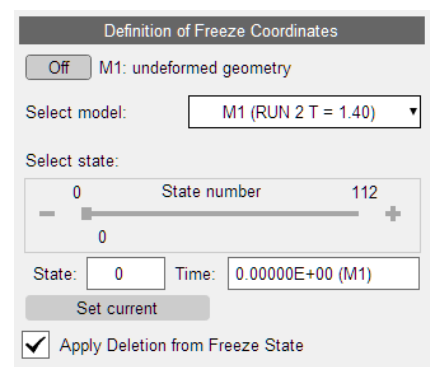 Definition of Freeze Coordinates
Off M1: undeformed geometry
Select model: M1 (RUN 2 T = 1.40)
Select state:
0 State number 112
0
State: 0 Time: 0.00000E+00 (M1)
Set current
Apply Deletion from Freeze State